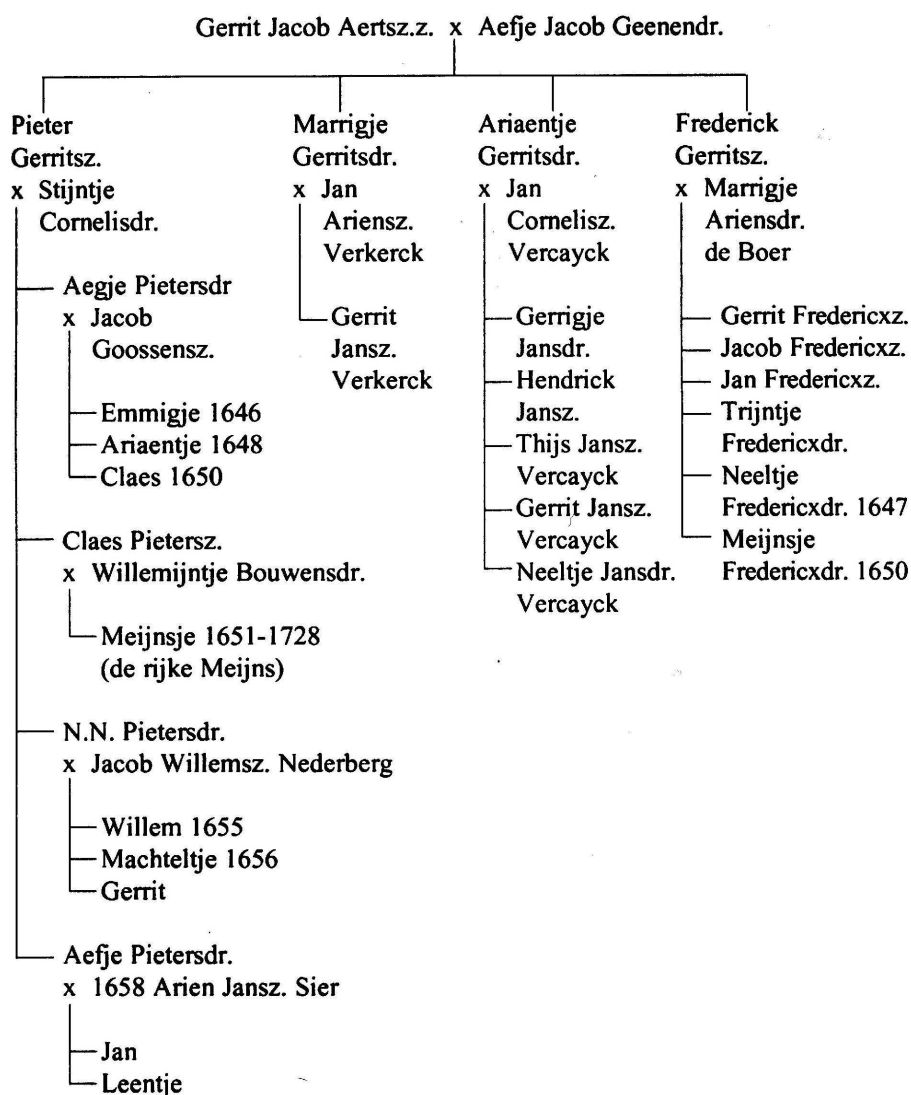 Gerrit Jacob Aertsz.z. x Aefje Jacob Geenendr.
Pieter
Gerritsz.
x Stijntje
Cornelisdr.
Aegje Pietersdr
x Jacob
Goossensz.
Emmigje 1646
Ariaentje 1648
Claes 1650
Claes Pietersz.
x Willemijntje Bouwensdr.
Meijnsje 1651-1728
(de rijke Meijns)
N.N. Pietersdr.
x Jacob Willemsz. Nederberg
Willem 1655
Machteltje 1656
Gerrit
Aefje Pietersdr.
x 1658 Arien Jansz. Sier
Jan
Leentje
Marrigje
Gerritsdr.
x Jan
Ariensz.
Verkerck
Gerrit
Jansz.
Verkerck
Ariaentje
Gerritsdr.
x Jan
Cornelisz.
Vercayck
Gerrigje
Jansdr.
Hendrick
Jansz.
Thijs Jansz.
Vercayck
Gerrit Jansz.
Vercayck
Neeltje Jansdr.
Vercayck
Frederick
Gerritsz.
x Marrigje
Ariensdr.
de Boer
Gerrit Fredericxz.
Jacob Fredericxz.
Jan Fredericxz.
Trijntje
Fredericxdr.
Neeltje
Fredericxdr. 1647
Meijnsje
Fredericxdr. 1650